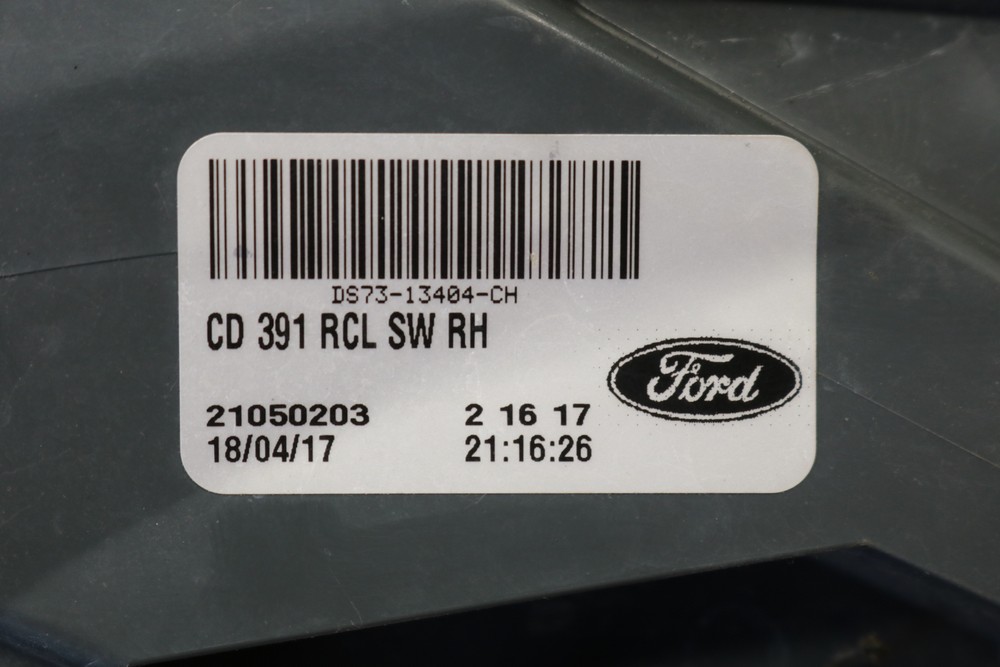 DS73-13404-CH
CD 391 RCL SW RH
Ford
21050203 2 16 17
18/04/17 21:16:26